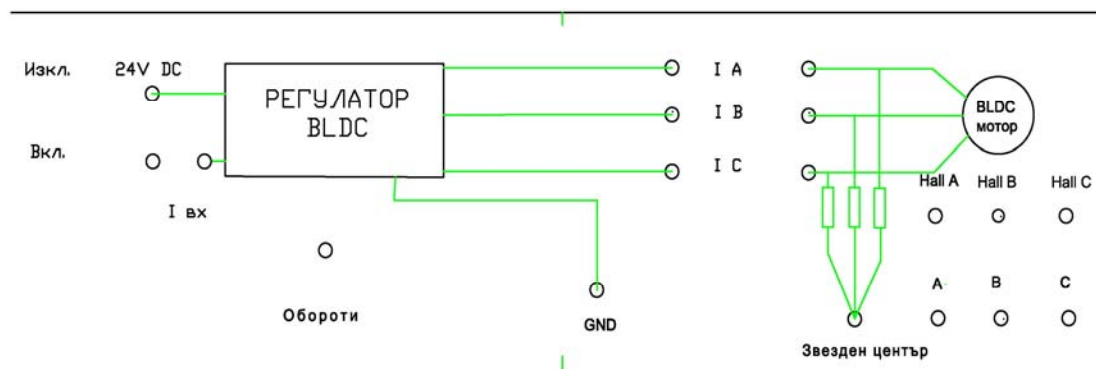 Изкл.
24V DC
РЕГУЛАТОР
BLDC
I A
I B
I C
BLDC
мотор
Вкл.
I вх
Hall A
Hall B
Hall C
Обороти
GND
A
B
C
Звезден център